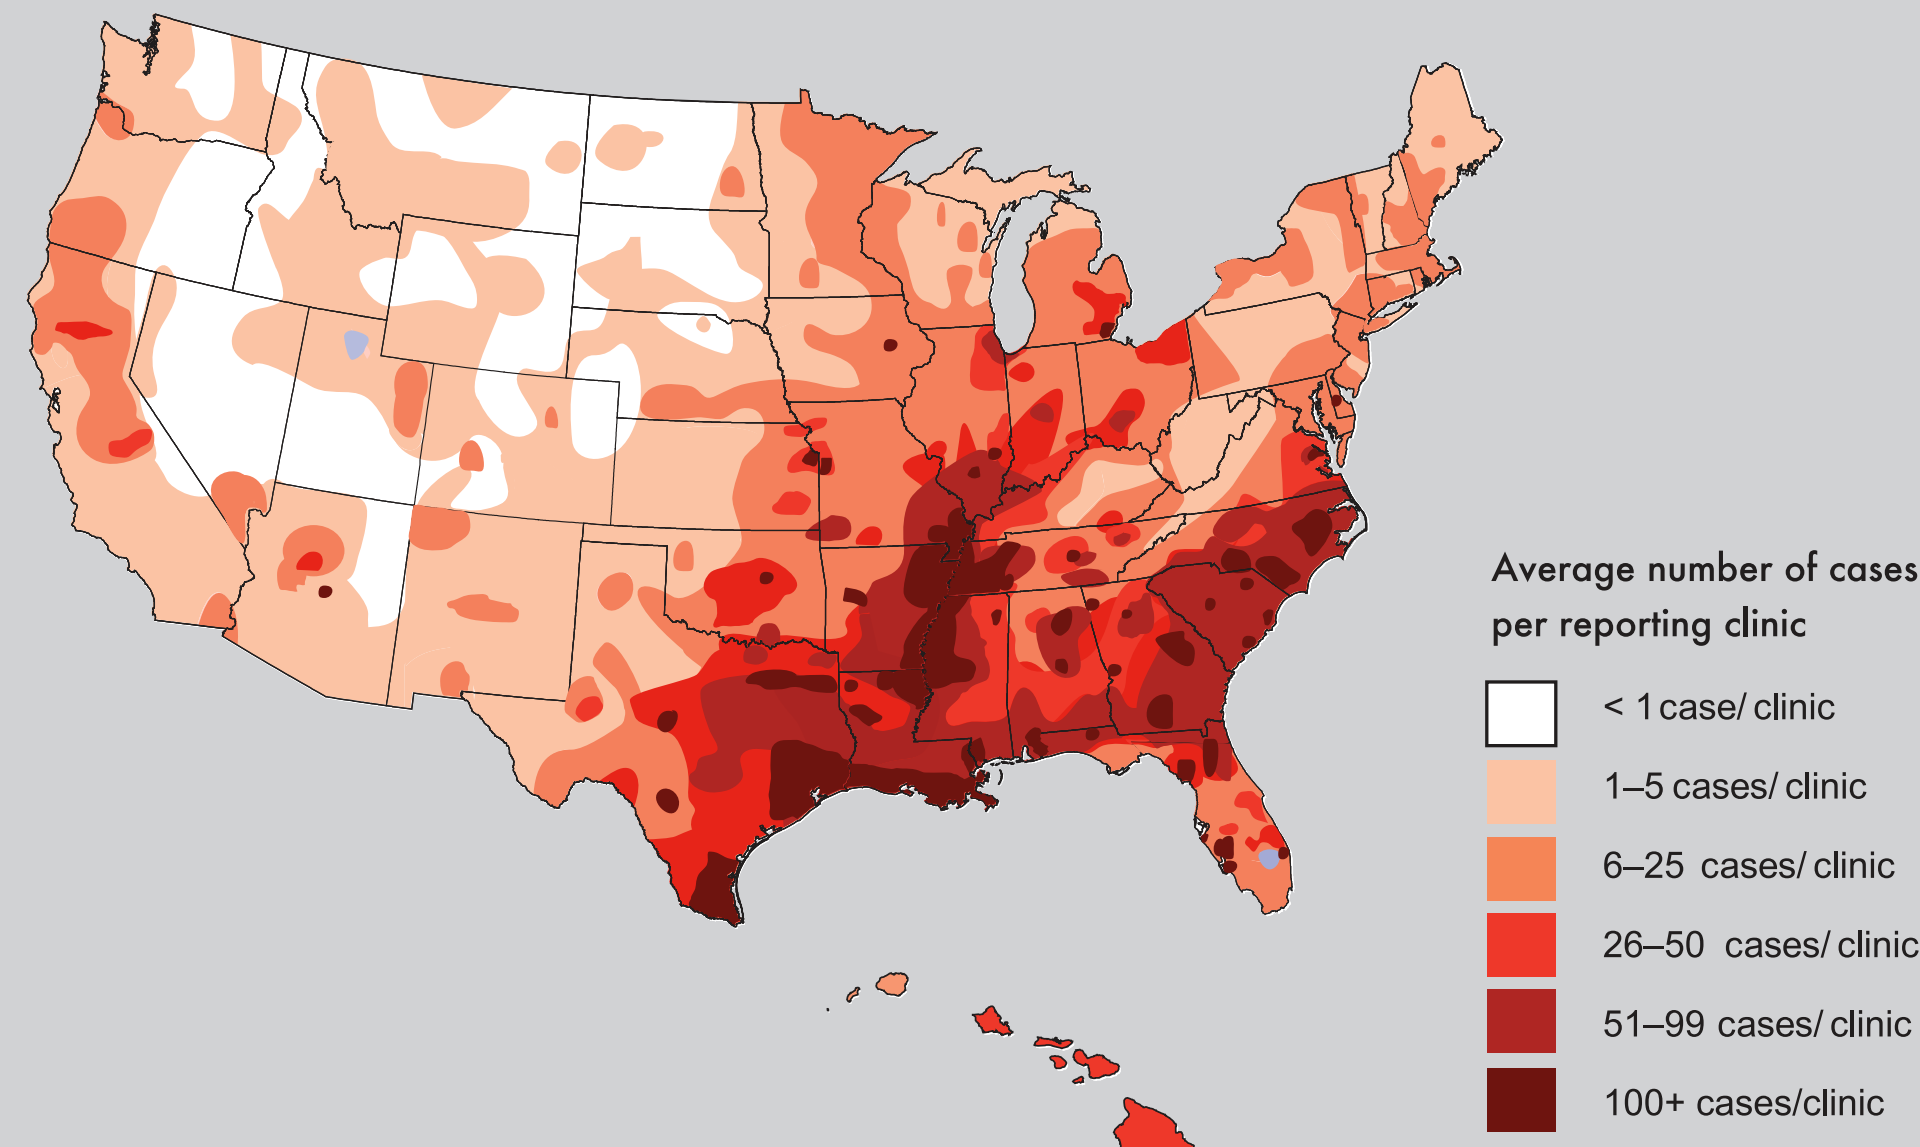 Average number of cases
per reporting clinic
< 1 case/ clinic
1–5 cases/ clinic
6–25 cases/ clinic
26–50 cases/ clinic
51–99 cases/ clinic
100+ cases/clinic